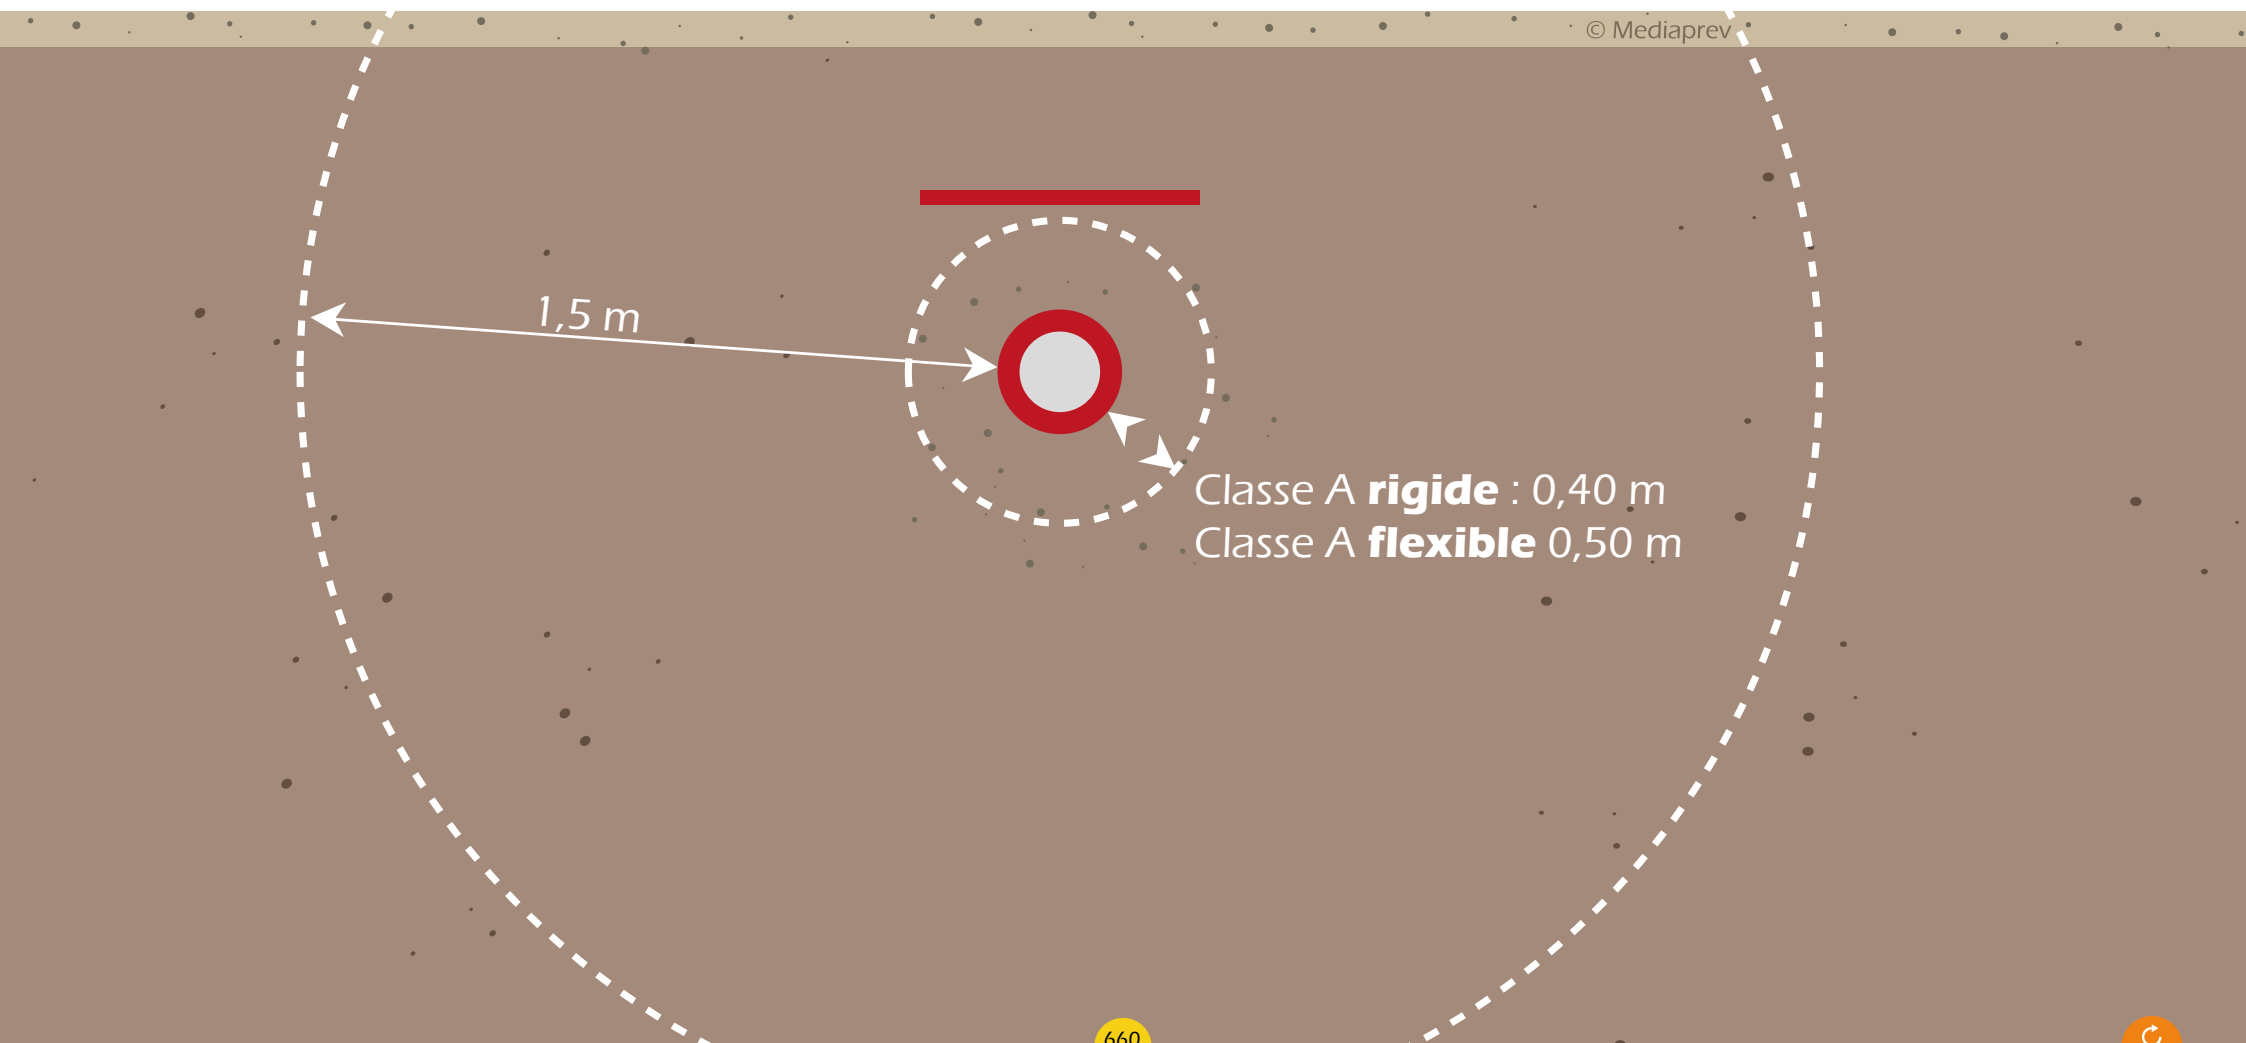 © Mediaprev
1,5 m
Classe A rigide : 0,40 m
Classe A flexible 0,50 m
660